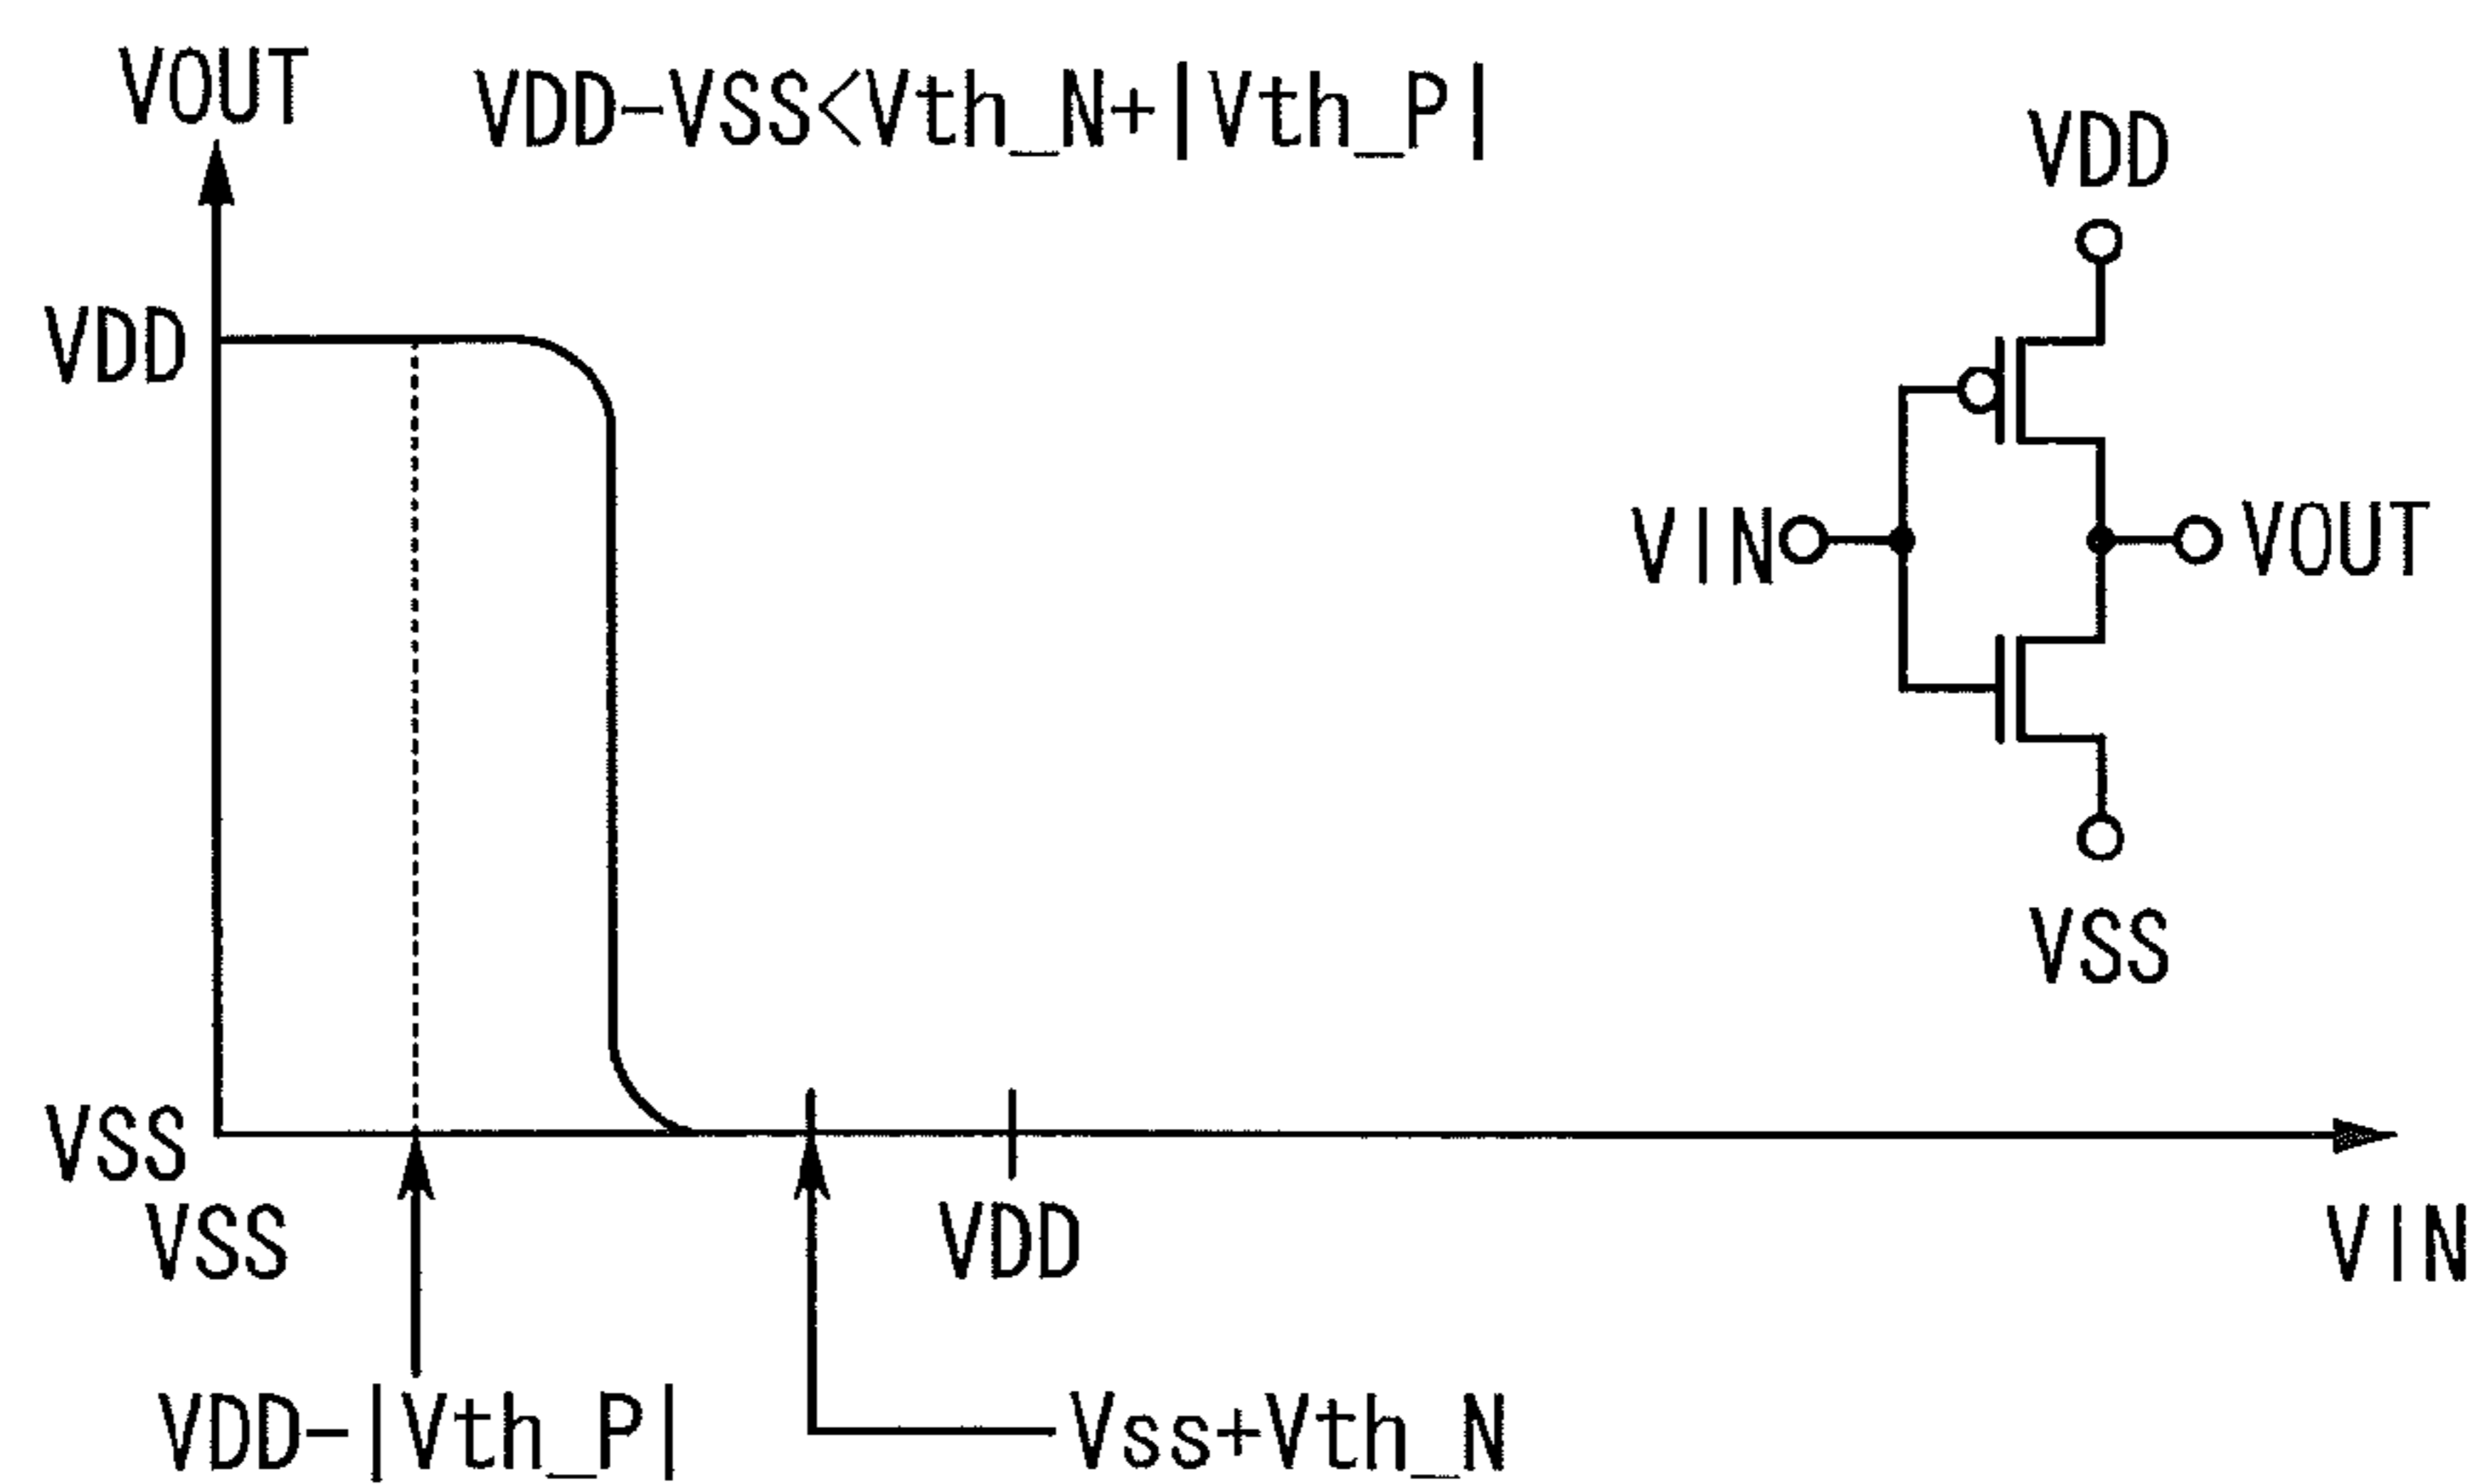 VOUT
VDD-VSS<Vth_N+|Vth_P|
VDD
VDD
VIN
VOUT
VSS
VSS
VSS
VDD
VIN
VDD-|Vth_P|
Vss+Vth_N